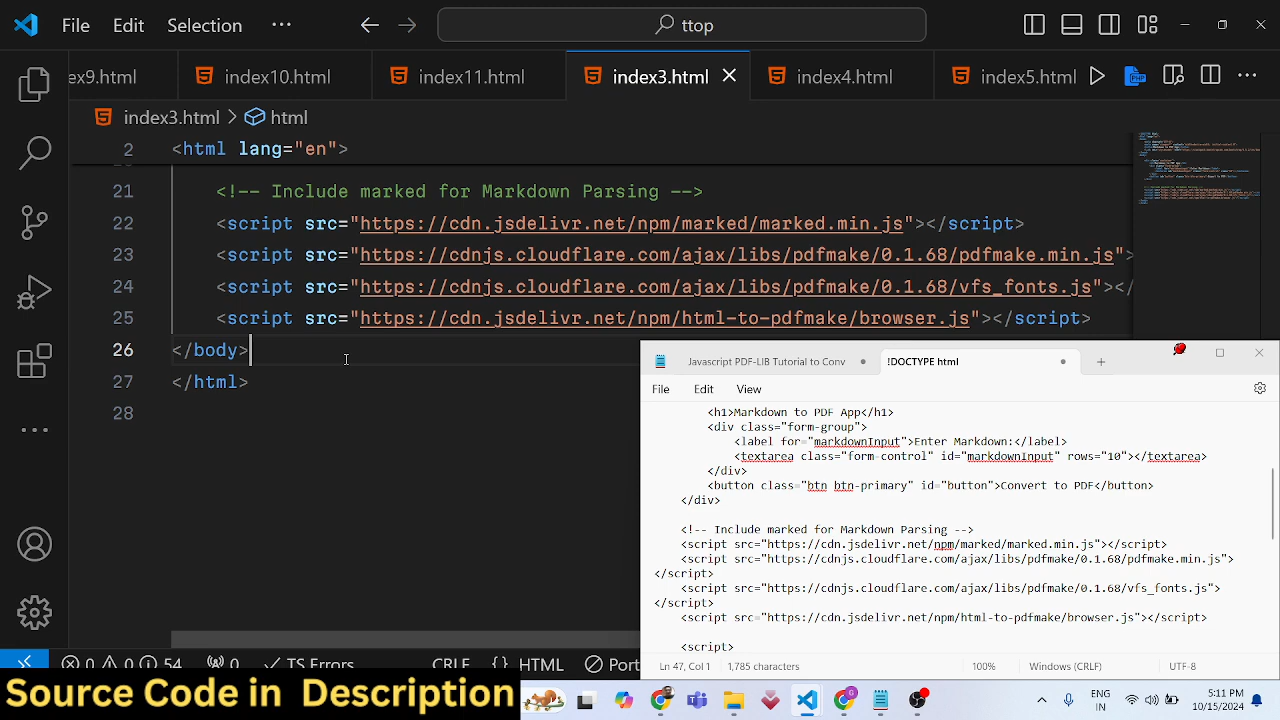 File Edit Selection ··· ttop
ex9.html index10.html index11.html index3.html index4.html index5.html
index3.html > html
2 <html lang="en">
21 <!-- Include marked for Markdown Parsing -->
22 <script src="https://cdn.jsdelivr.net/npm/marked/marked.min.js"></script>
23 <script src="https://cdnjs.cloudflare.com/ajax/libs/pdfmake/0.1.68/pdfmake.min.js">
24 <script src="https://cdnjs.cloudflare.com/ajax/libs/pdfmake/0.1.68/vfs_fonts.js"></
25 <script src="https://cdn.jsdelivr.net/npm/html-to-pdfmake/browser.js"></script>
26 </body>
27 </html>
28
Javascript PDF-LIB Tutorial to Conv !DOCTYPE html
File Edit View
<h1>Markdown to PDF App</h1>
<div class="form-group">
<label for="markdownInput">Enter Markdown:</label>
<textarea class="form-control" id="markdownInput" rows="10"></textarea>
</div>
<button class="btn btn-primary" id="button">Convert to PDF</button>
</div>
<!-- Include marked for Markdown Parsing -->
<script src="https://cdn.jsdelivr.net/npm/marked/marked.min.js"></script>
<script src="https://cdnjs.cloudflare.com/ajax/libs/pdfmake/0.1.68/pdfmake.min.js">
</script>
<script src="https://cdnjs.cloudflare.com/ajax/libs/pdfmake/0.1.68/vfs_fonts.js">
</script>
<script src="https://cdn.jsdelivr.net/npm/html-to-pdfmake/browser.js"></script>
<script>
Ln 47, Col 1 1,785 characters 100% Windows (CRLF) UTF-8
0 0 54 0 TS Errors CRLF {} HTML Port
Source Code in Description
ENG
IN
5:11 PM
10/15/2024